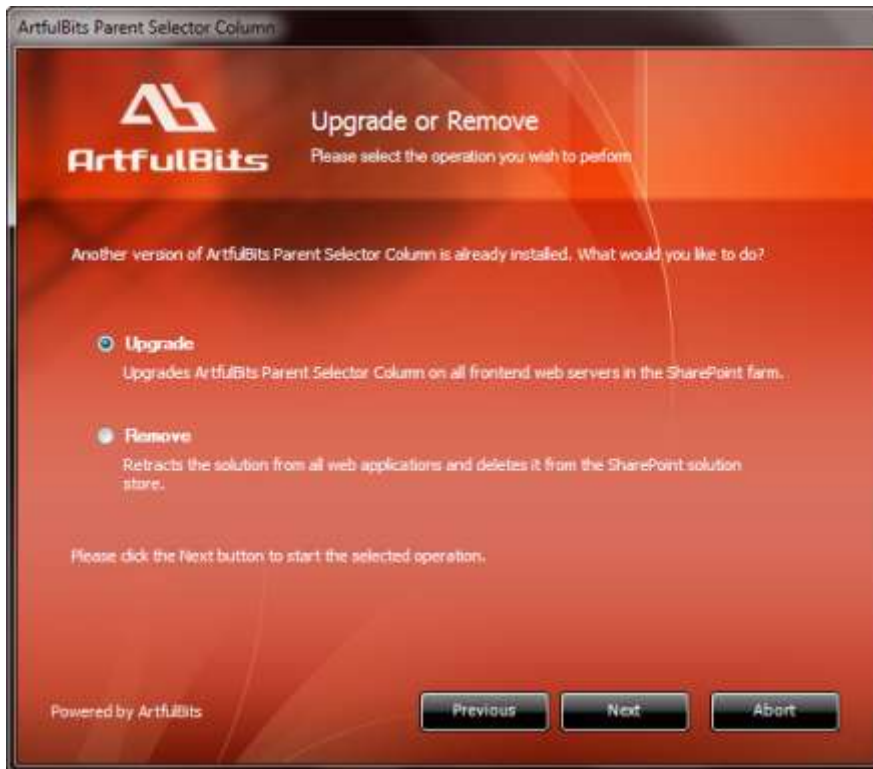 ArtfulBits Parent Selector Column
ArtfulBits
Upgrade or Remove
Please select the operation you wish to perform
Another version of ArtfulBits Parent Selector Column is already installed. What would you like to do?
Upgrade
Upgrades ArtfulBits Parent Selector Column on all frontend web servers in the SharePoint farm.
Remove
Retracts the solution from all web applications and deletes it from the SharePoint solution
store.
Please click the Next button to start the selected operation.
Powered by ArtfulBits
Previous
Next
Abort